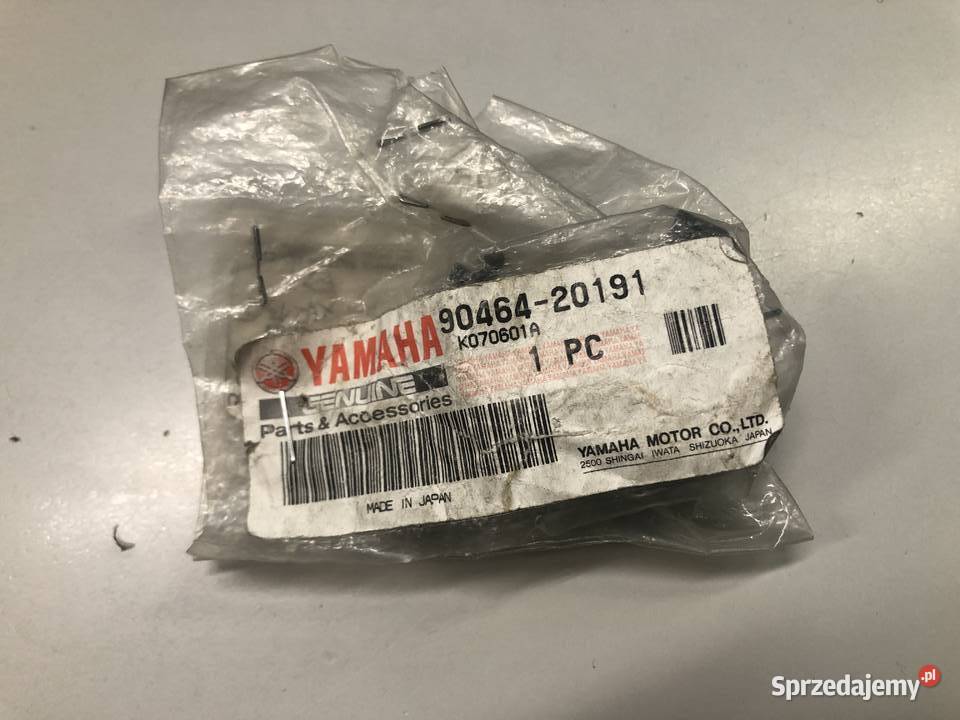 90464-20191
K070601A
1 PC
YAMAHA
GENUINE
Parts & Accessories
YAMAHA MOTOR CO.,LTD.
2500 SHINGAI IWATA SHIZUOKA JAPAN
MADE IN JAPAN
Sprzedajemy.pl